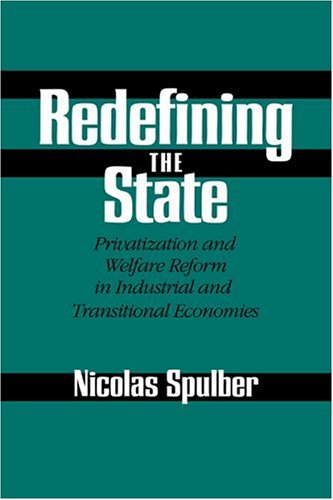 Redefining
THE
State
Privatization and
Welfare Reform
in Industrial and
Transitional Economies
Nicolas Spulber